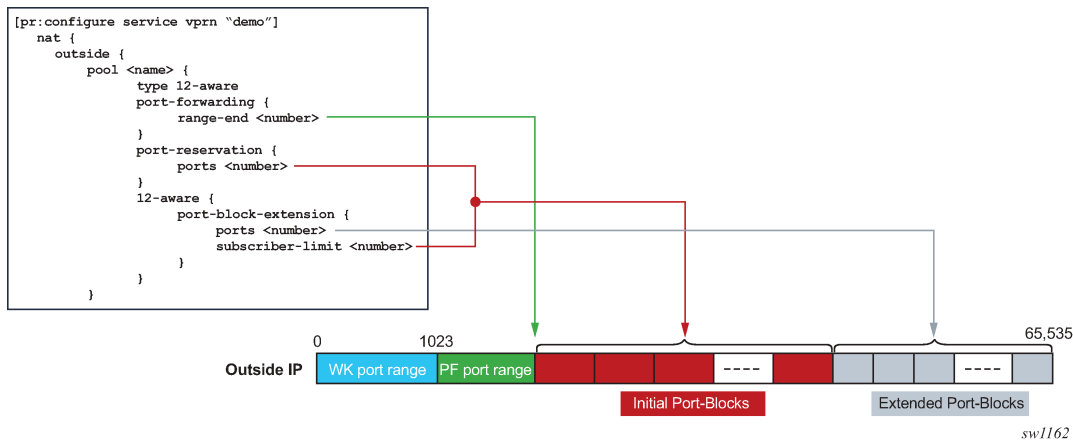 [pr:configure service vprn “demo”]
nat {
outside {
pool <name> {
type 12-aware
port-forwarding {
range-end <number>
}
port-reservation {
ports <number>
}
12-aware {
port-block-extension {
ports <number>
subscriber-limit <number>
}
}
}
0
1023
65,535
Outside IP
WK port range
PF port range
Initial Port-Blocks
Extended Port-Blocks
sw1162